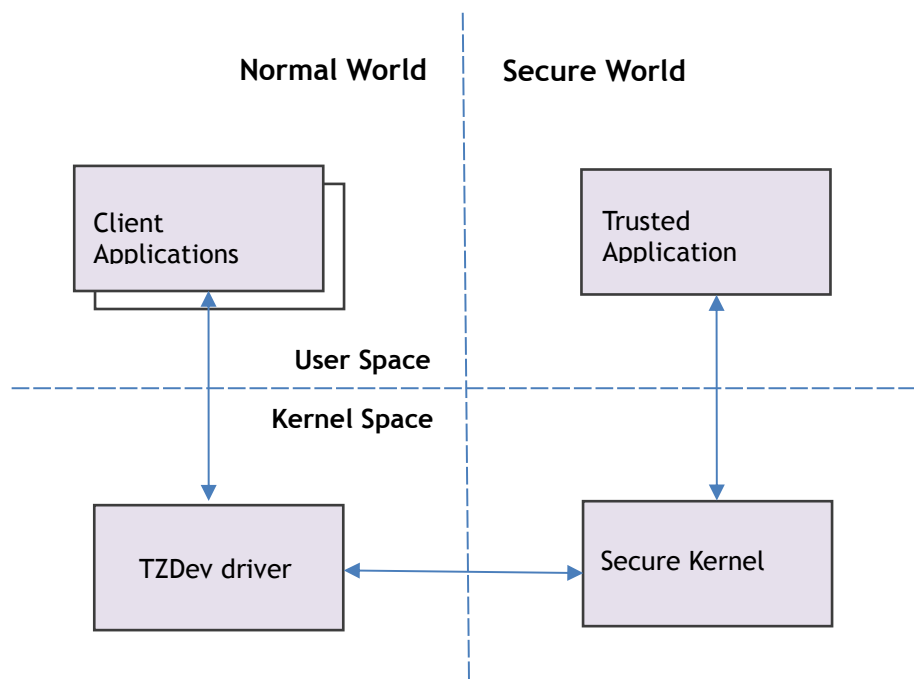 Normal World
Secure World
Client
Applications
Trusted
Application
User Space
Kernel Space
TZDev driver
Secure Kernel